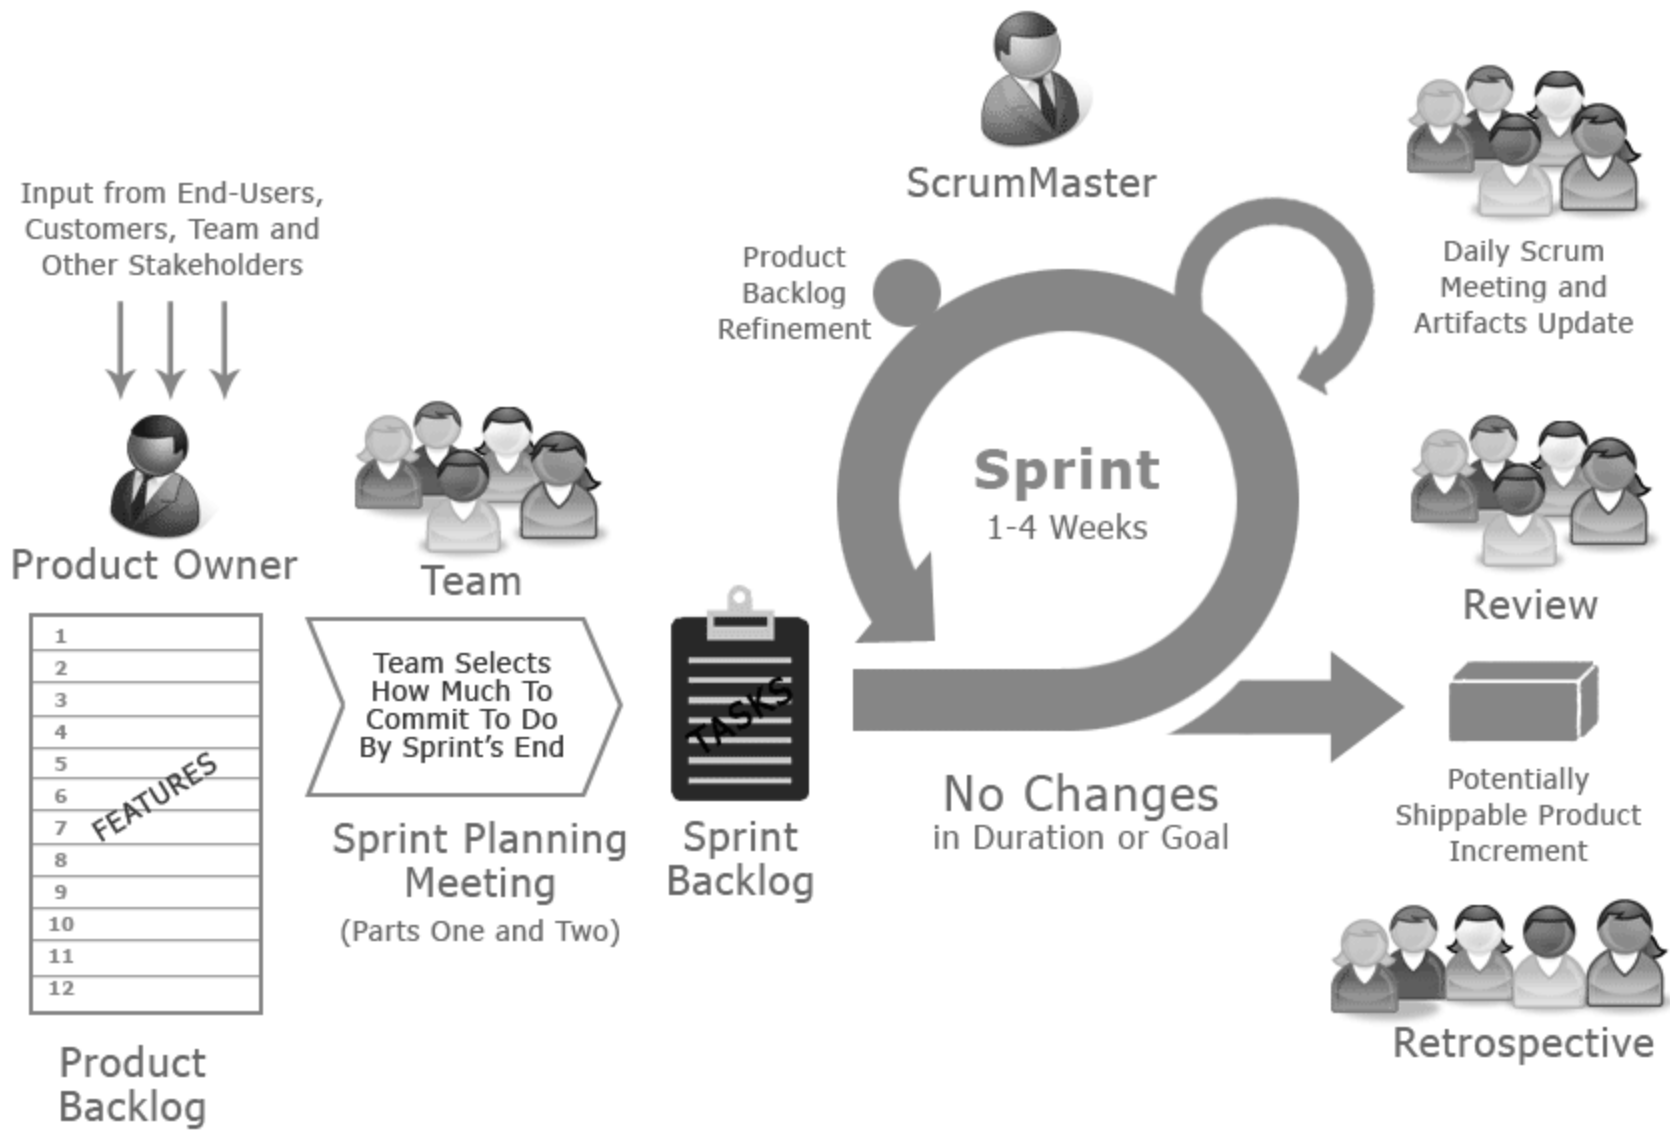 Input from End-Users,
Customers, Team and
Other Stakeholders
Product Owner
1
2
3
4
5
6
7
8
9
10
11
12
FEATURES
Product
Backlog
Team
Team Selects
How Much To
Commit To Do
By Sprint's End
Sprint Planning
Meeting
(Parts One and Two)
TASKS
Sprint
Backlog
ScrumMaster
Product
Backlog
Refinement
Sprint
1-4 Weeks
No Changes
in Duration or Goal
Daily Scrum
Meeting and
Artifacts Update
Review
Potentially
Shippable Product
Increment
Retrospective